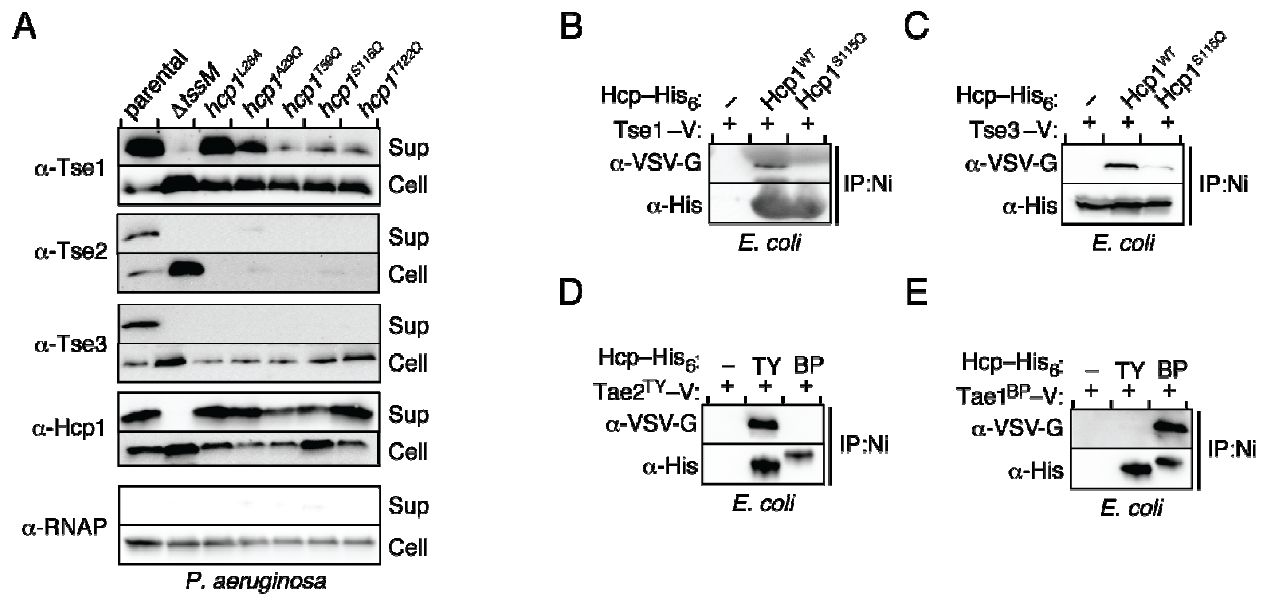 A
parental
ΔtssM
hcp1L28A
hcp1A29Q
hcp1T59Q
hcp1S115Q
hcp1T122Q
α-Tse1
Sup
Cell
α-Tse2
Sup
Cell
α-Tse3
Sup
Cell
α-Hcp1
Sup
Cell
α-RNAP
Sup
Cell
P. aeruginosa
B
Hcp–His6: - Hcp1WT Hcp1S115Q
Tse1–V: + + +
α-VSV-G
α-His
IP:Ni
E. coli
C
Hcp–His6: - Hcp1WT Hcp1S115Q
Tse3–V: + + +
α-VSV-G
α-His
IP:Ni
E. coli
D
Hcp–His6: – TY BP
Tae2TY–V: + + +
α-VSV-G
α-His
IP:Ni
E. coli
E
Hcp–His6: – TY BP
Tae1BP–V: + + +
α-VSV-G
α-His
IP:Ni
E. coli